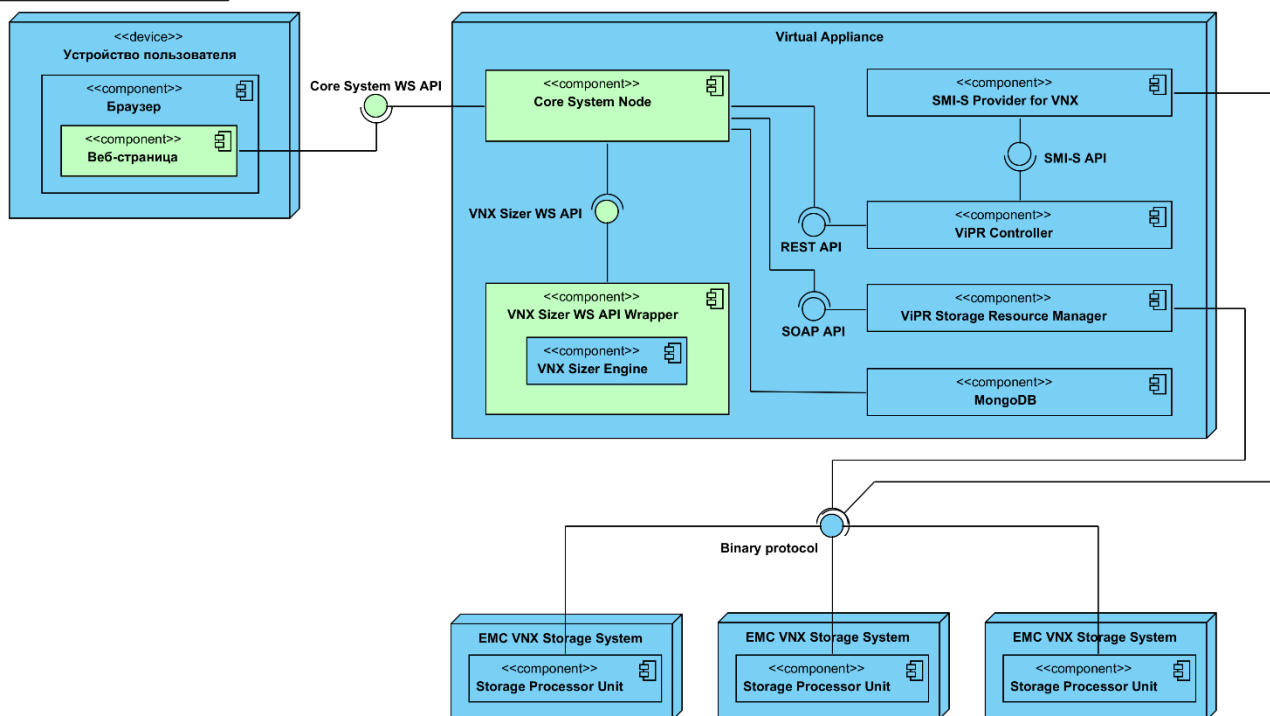 <<device>>
Устройство пользователя
<<component>>
Браузер
<<component>>
Веб-страница
Core System WS API
Virtual Appliance
<<component>>
Core System Node
<<component>>
SMI-S Provider for VNX
SMI-S API
VNX Sizer WS API
<<component>>
ViPR Controller
REST API
<<component>>
VNX Sizer WS API Wrapper
<<component>>
VNX Sizer Engine
<<component>>
ViPR Storage Resource Manager
SOAP API
<<component>>
MongoDB
Binary protocol
EMC VNX Storage System
<<component>>
Storage Processor Unit
EMC VNX Storage System
<<component>>
Storage Processor Unit
EMC VNX Storage System
<<component>>
Storage Processor Unit